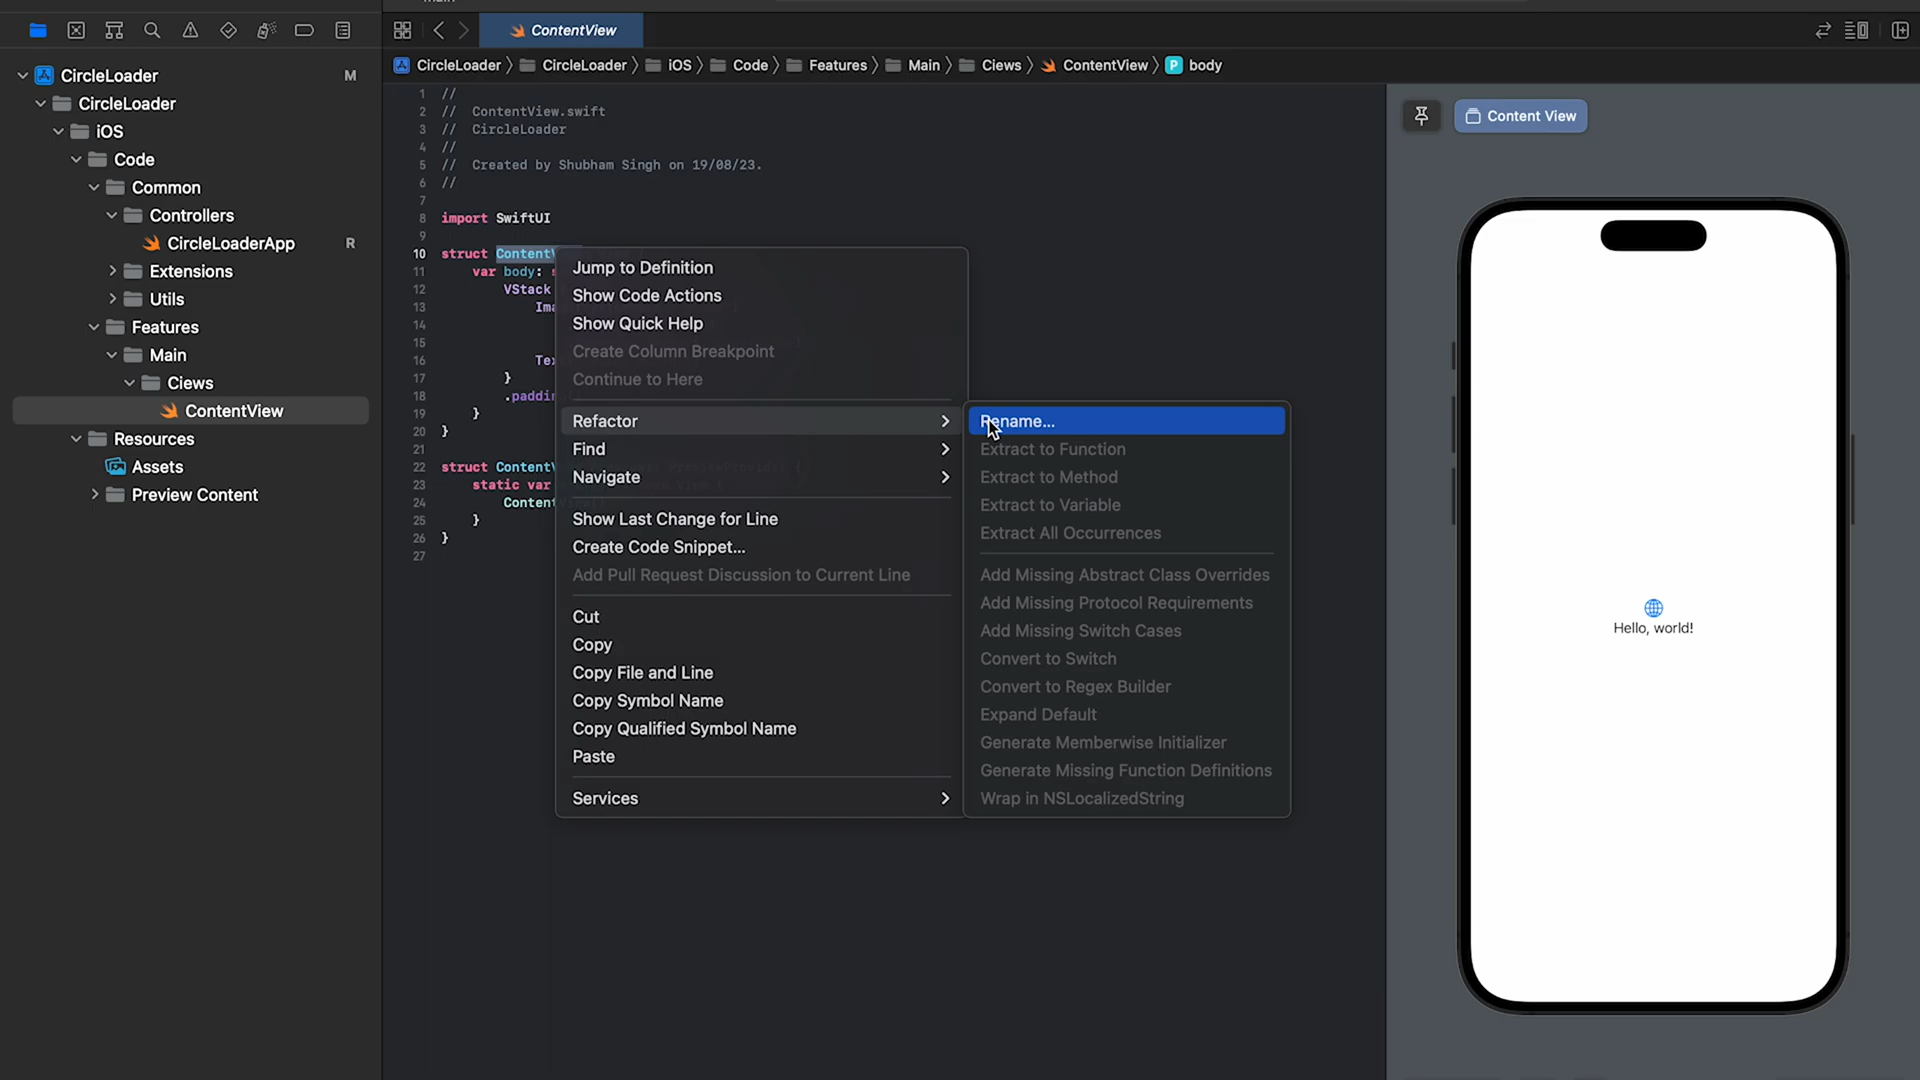 ContentView
CircleLoader
CircleLoader
iOS
Code
Features
Main
Ciews
ContentView
P
body
CircleLoader
M
CircleLoader
iOS
Code
Common
Controllers
CircleLoaderApp
R
Extensions
Utils
Features
Main
Ciews
ContentView
Resources
Assets
Preview Content
1 //
2 // ContentView.swift
3 // CircleLoader
4 //
5 // Created by Shubham Singh on 19/08/23.
6 //
7
8 import SwiftUI
9
10 struct ContentV
11 var body:
12 VStack
13 Ima
14
15
16 Te
17 }
18 .paddin
19 }
20 }
21
22 struct ContentV
23 static var
24 Content
25 }
26 }
27
Jump to Definition
Show Code Actions
Show Quick Help
Create Column Breakpoint
Continue to Here
Refactor
Find
Navigate
Show Last Change for Line
Create Code Snippet...
Add Pull Request Discussion to Current Line
Cut
Copy
Copy File and Line
Copy Symbol Name
Copy Qualified Symbol Name
Paste
Services
Rename...
Extract to Function
Extract to Method
Extract to Variable
Extract All Occurrences
Add Missing Abstract Class Overrides
Add Missing Protocol Requirements
Add Missing Switch Cases
Convert to Switch
Convert to Regex Builder
Expand Default
Generate Memberwise Initializer
Generate Missing Function Definitions
Wrap in NSLocalizedString
Content View
Hello, world!